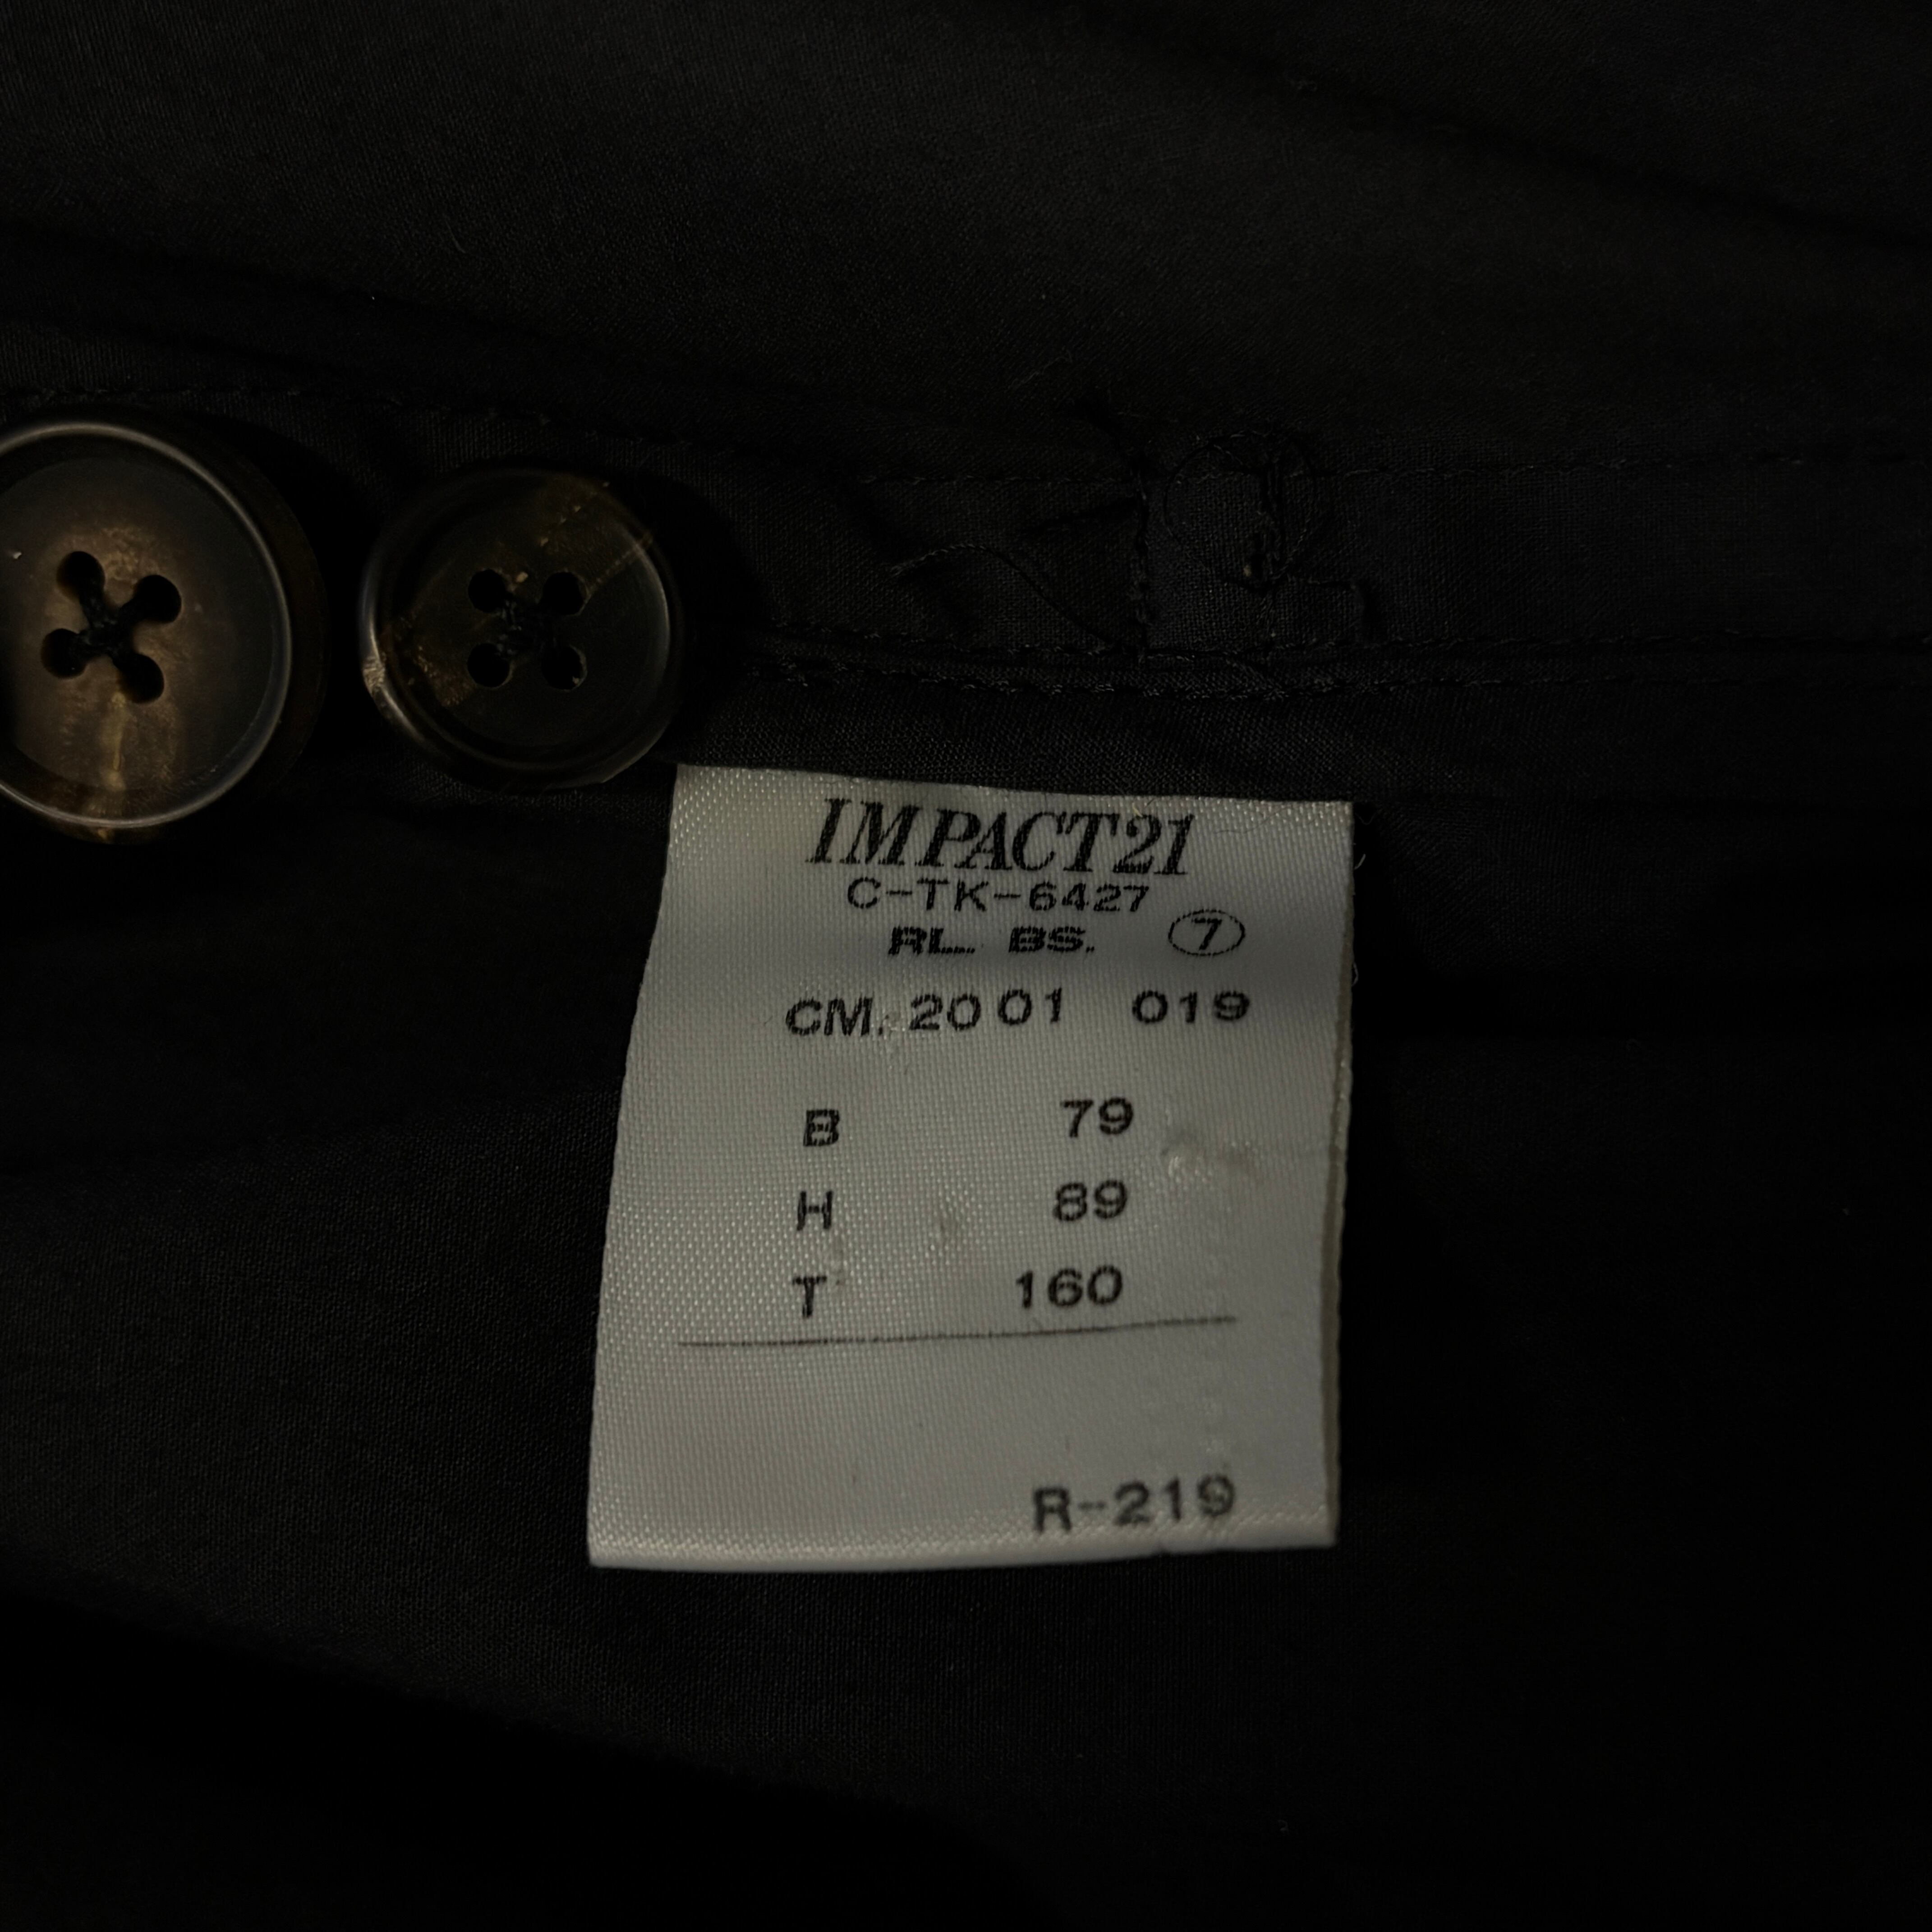 IMPACT21
C-TK-6427
RL. BS. ⑦
CM. 2001 019
B 79
H 89
T 160
R-219